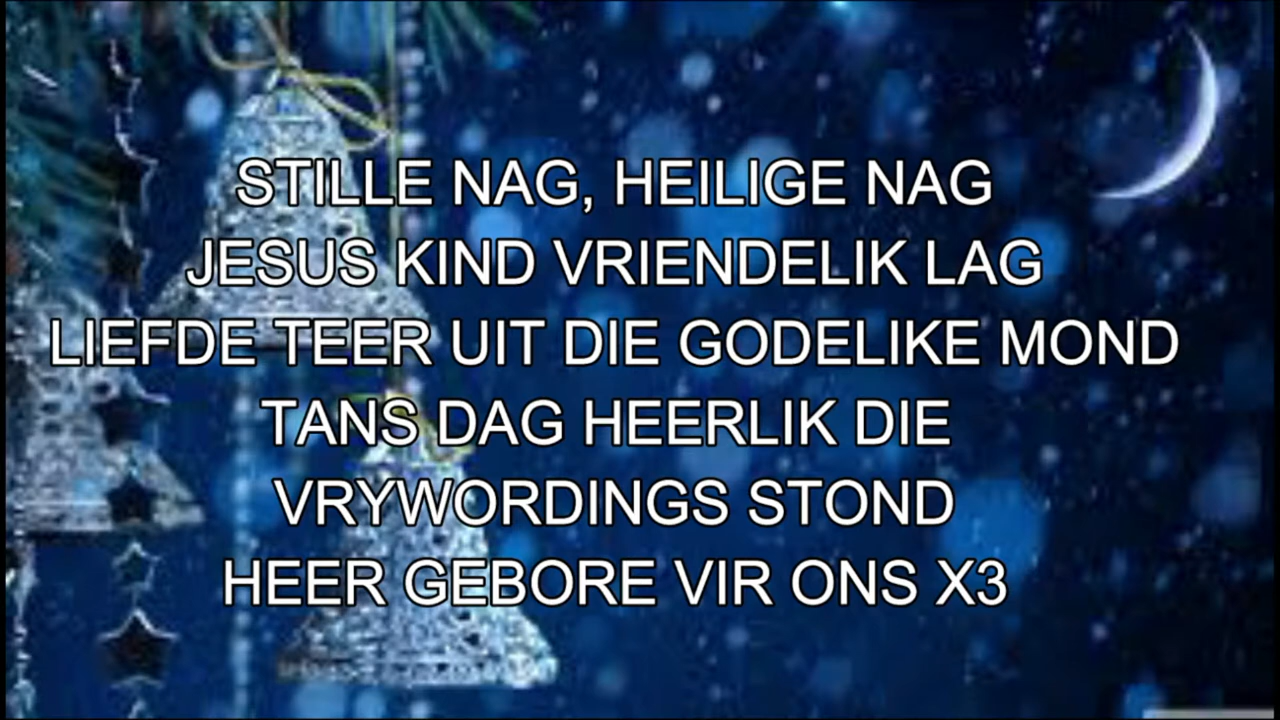 STILLE NAG, HEILIGE NAG
JESUS KIND VRIENDELIK LAG
LIEFDE TEER UIT DIE GODELIKE MOND
TANS DAG HEERLIK DIE
VRYWORDINGS STOND
HEER GEBORE VIR ONS X3